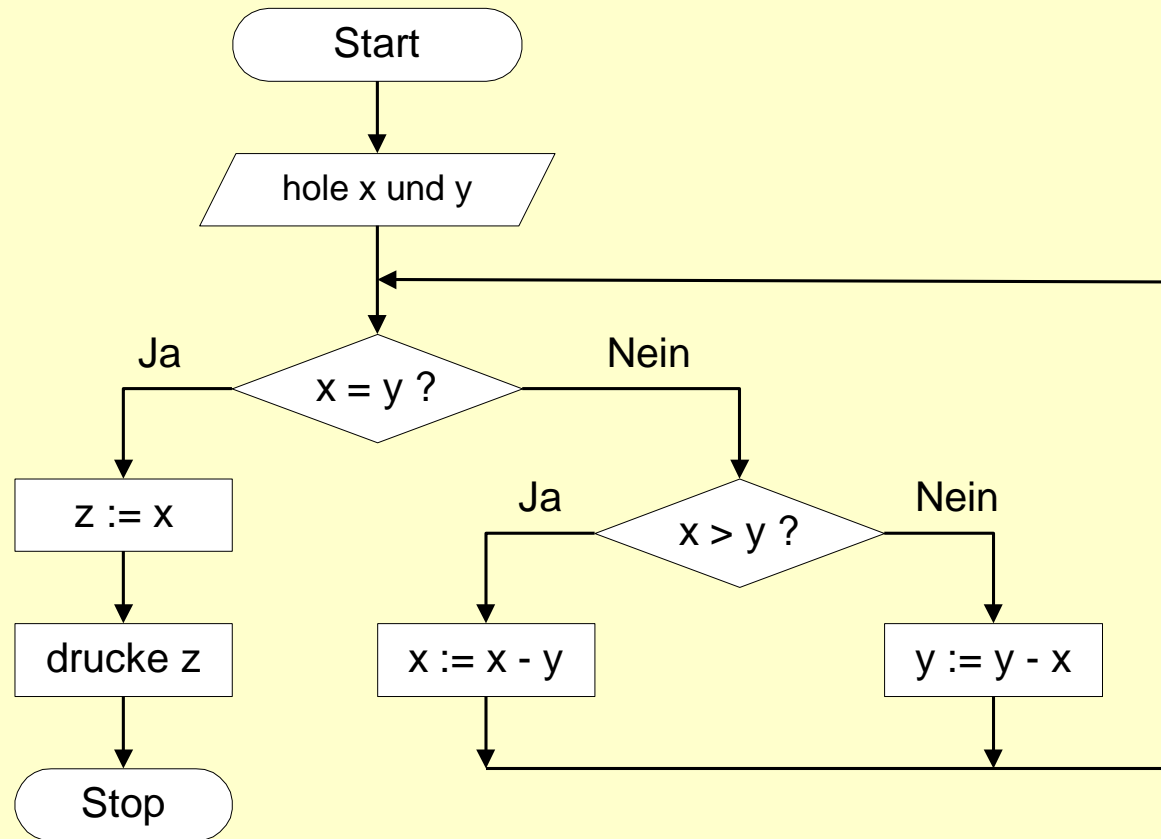 Start
hole x und y
Ja
Nein
x = y ?
z := x
Ja
Nein
x > y ?
drucke z
x := x - y
y := y - x
Stop